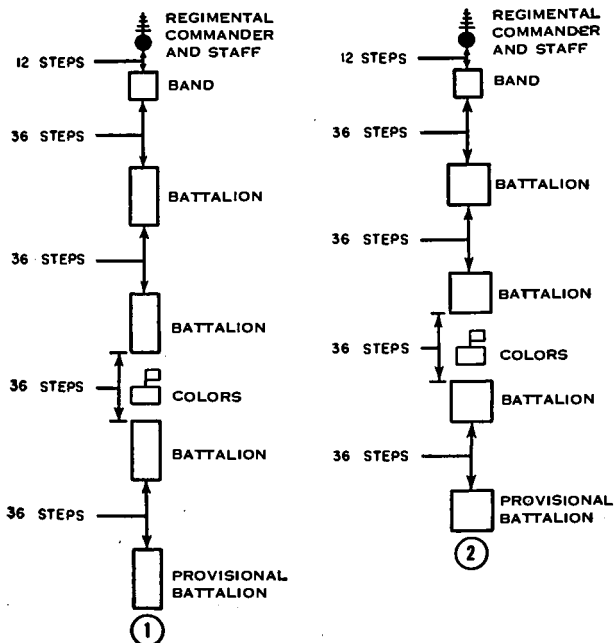 REGIMENTAL
COMMANDER
AND STAFF
12 STEPS
BAND
36 STEPS
BATTALION
36 STEPS
BATTALION
36 STEPS
COLORS
BATTALION
36 STEPS
PROVISIONAL
BATTALION
1
REGIMENTAL
COMMANDER
AND STAFF
12 STEPS
BAND
36 STEPS
BATTALION
36 STEPS
BATTALION
36 STEPS
COLORS
BATTALION
36 STEPS
PROVISIONAL
BATTALION
2